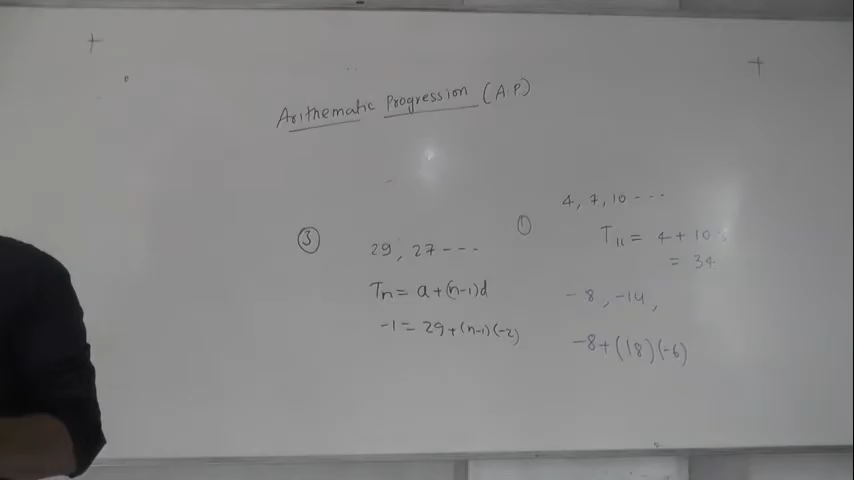 Arithematic Progression (A.P)
③
29, 27 ---
Tn = a+(n-1)d
-1 = 29+(n-1)(-2)
①
4, 7, 10 ---
T11 = 4+10
= 34
-8, -14,
-8+(18)(-6)